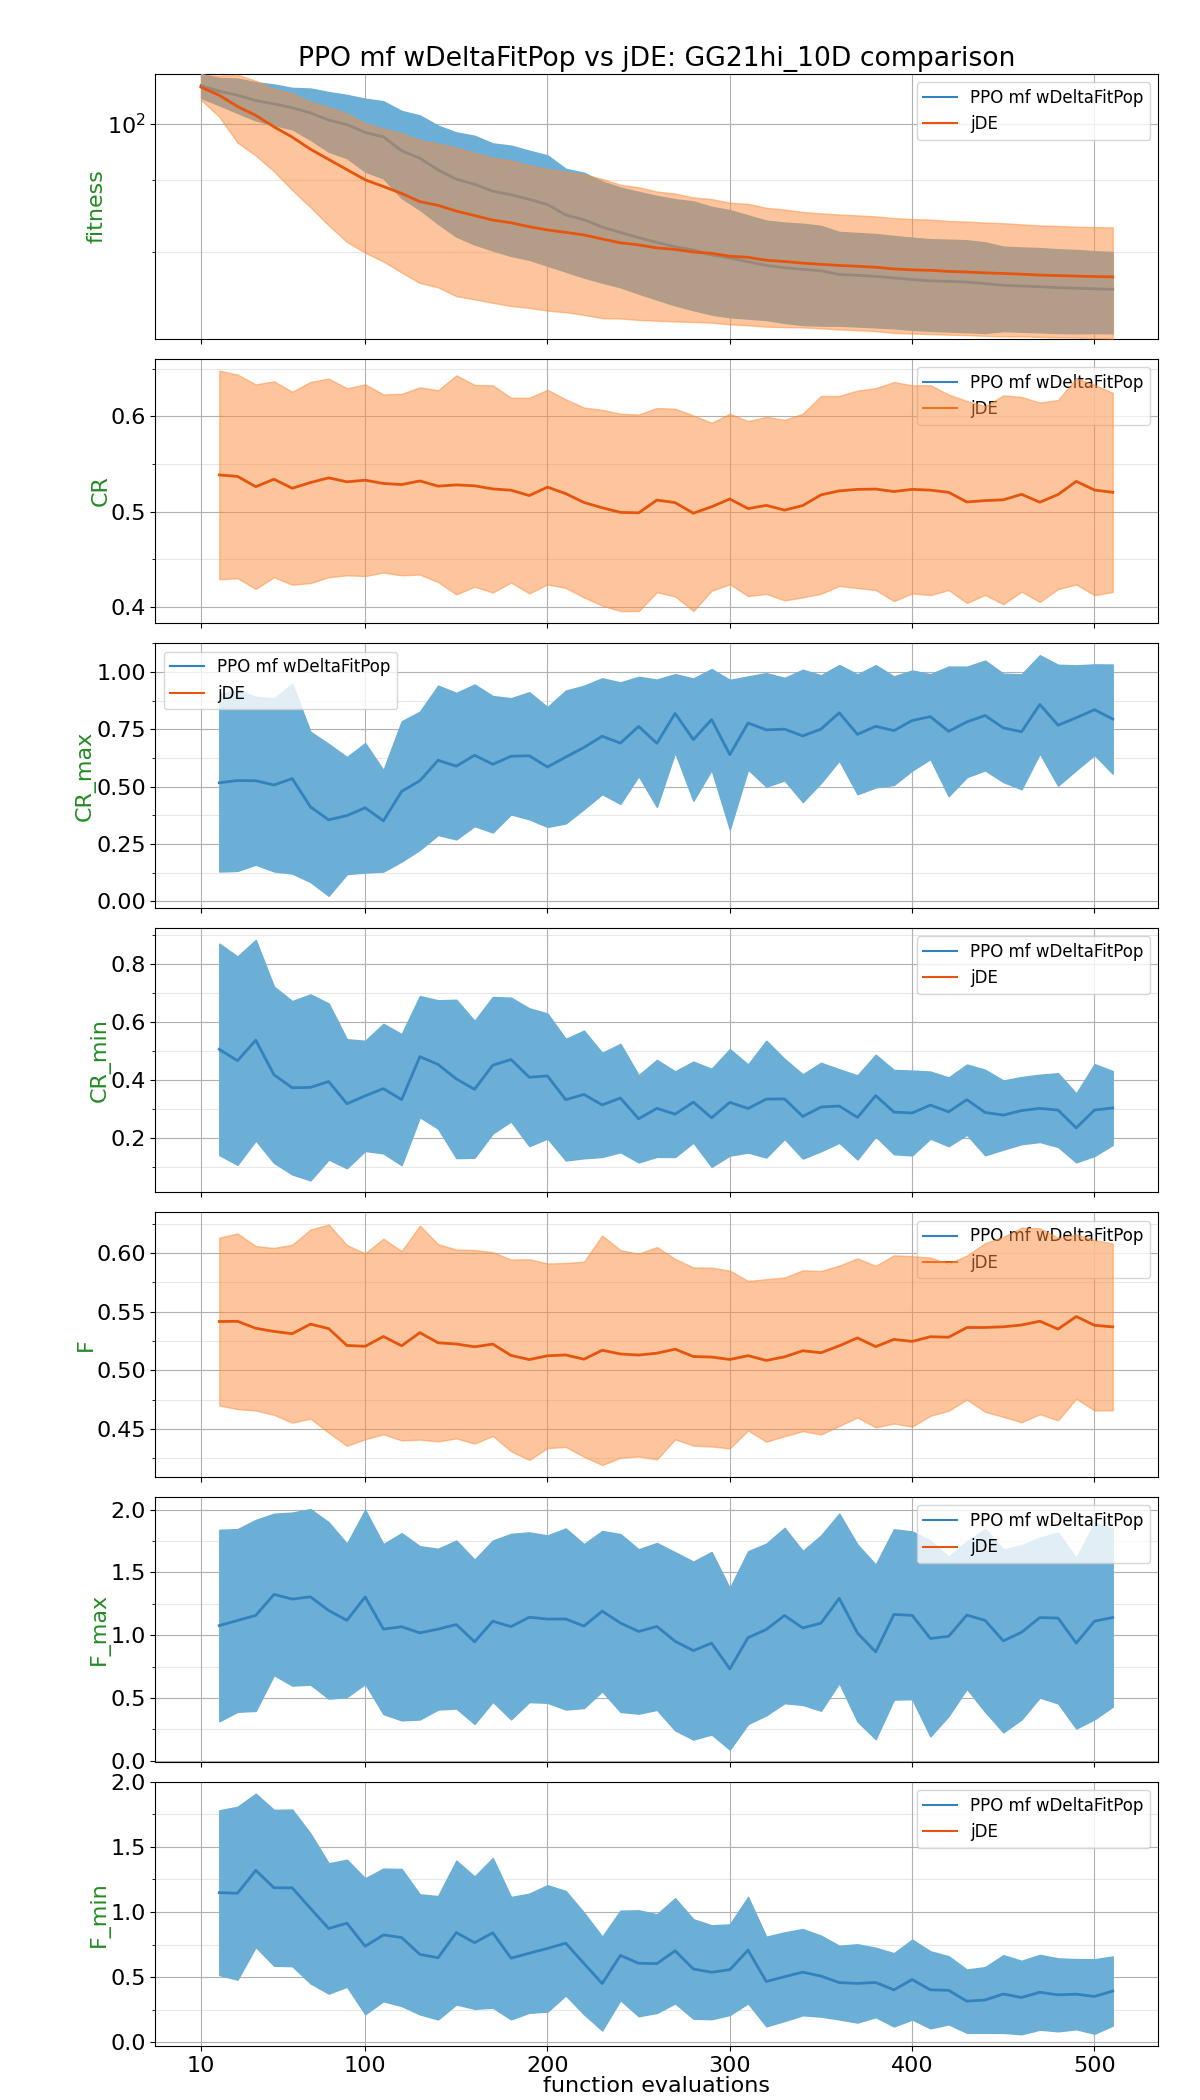 PPO mf wDeltaFitPop vs jDE: GG21hi_10D comparison
10²
fitness
PPO mf wDeltaFitPop
jDE
0.6
0.5
0.4
CR
PPO mf wDeltaFitPop
jDE
1.00
0.75
0.50
0.25
0.00
CR_max
PPO mf wDeltaFitPop
jDE
0.8
0.6
0.4
0.2
CR_min
PPO mf wDeltaFitPop
jDE
0.60
0.55
0.50
0.45
F
PPO mf wDeltaFitPop
jDE
2.0
1.5
1.0
0.5
0.0
F_max
PPO mf wDeltaFitPop
jDE
2.0
1.5
1.0
0.5
0.0
F_min
PPO mf wDeltaFitPop
jDE
10 100 200 300 400 500
function evaluations